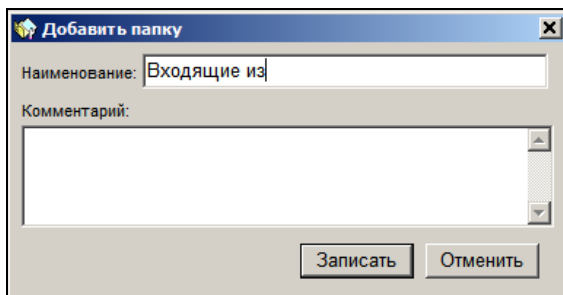 Добавить папку
Наименование: Входящие из
Комментарий:
Записать Отменить